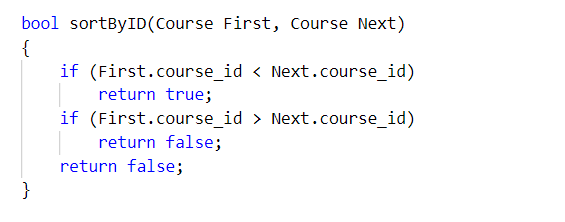 bool sortByID(Course First, Course Next)
{
    if (First.course_id < Next.course_id)
        return true;
    if (First.course_id > Next.course_id)
        return false;
    return false;
}